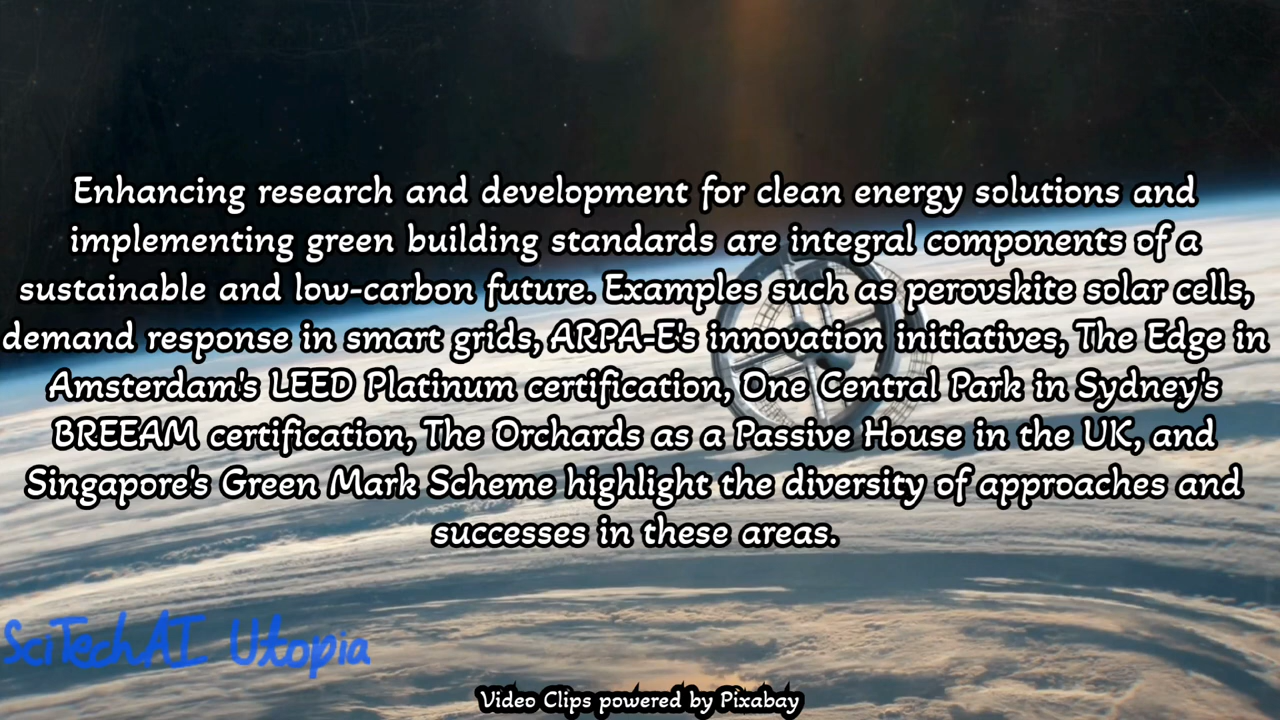 Enhancing research and development for clean energy solutions and
implementing green building standards are integral components of a
sustainable and low-carbon future. Examples such as perovskite solar cells,
demand response in smart grids, ARPA-E's innovation initiatives, The Edge in
Amsterdam's LEED Platinum certification, One Central Park in Sydney's
BREEAM certification, The Orchards as a Passive House in the UK, and
Singapore's Green Mark Scheme highlight the diversity of approaches and
successes in these areas.
SciTechAI Utopia
Video Clips powered by Pixabay